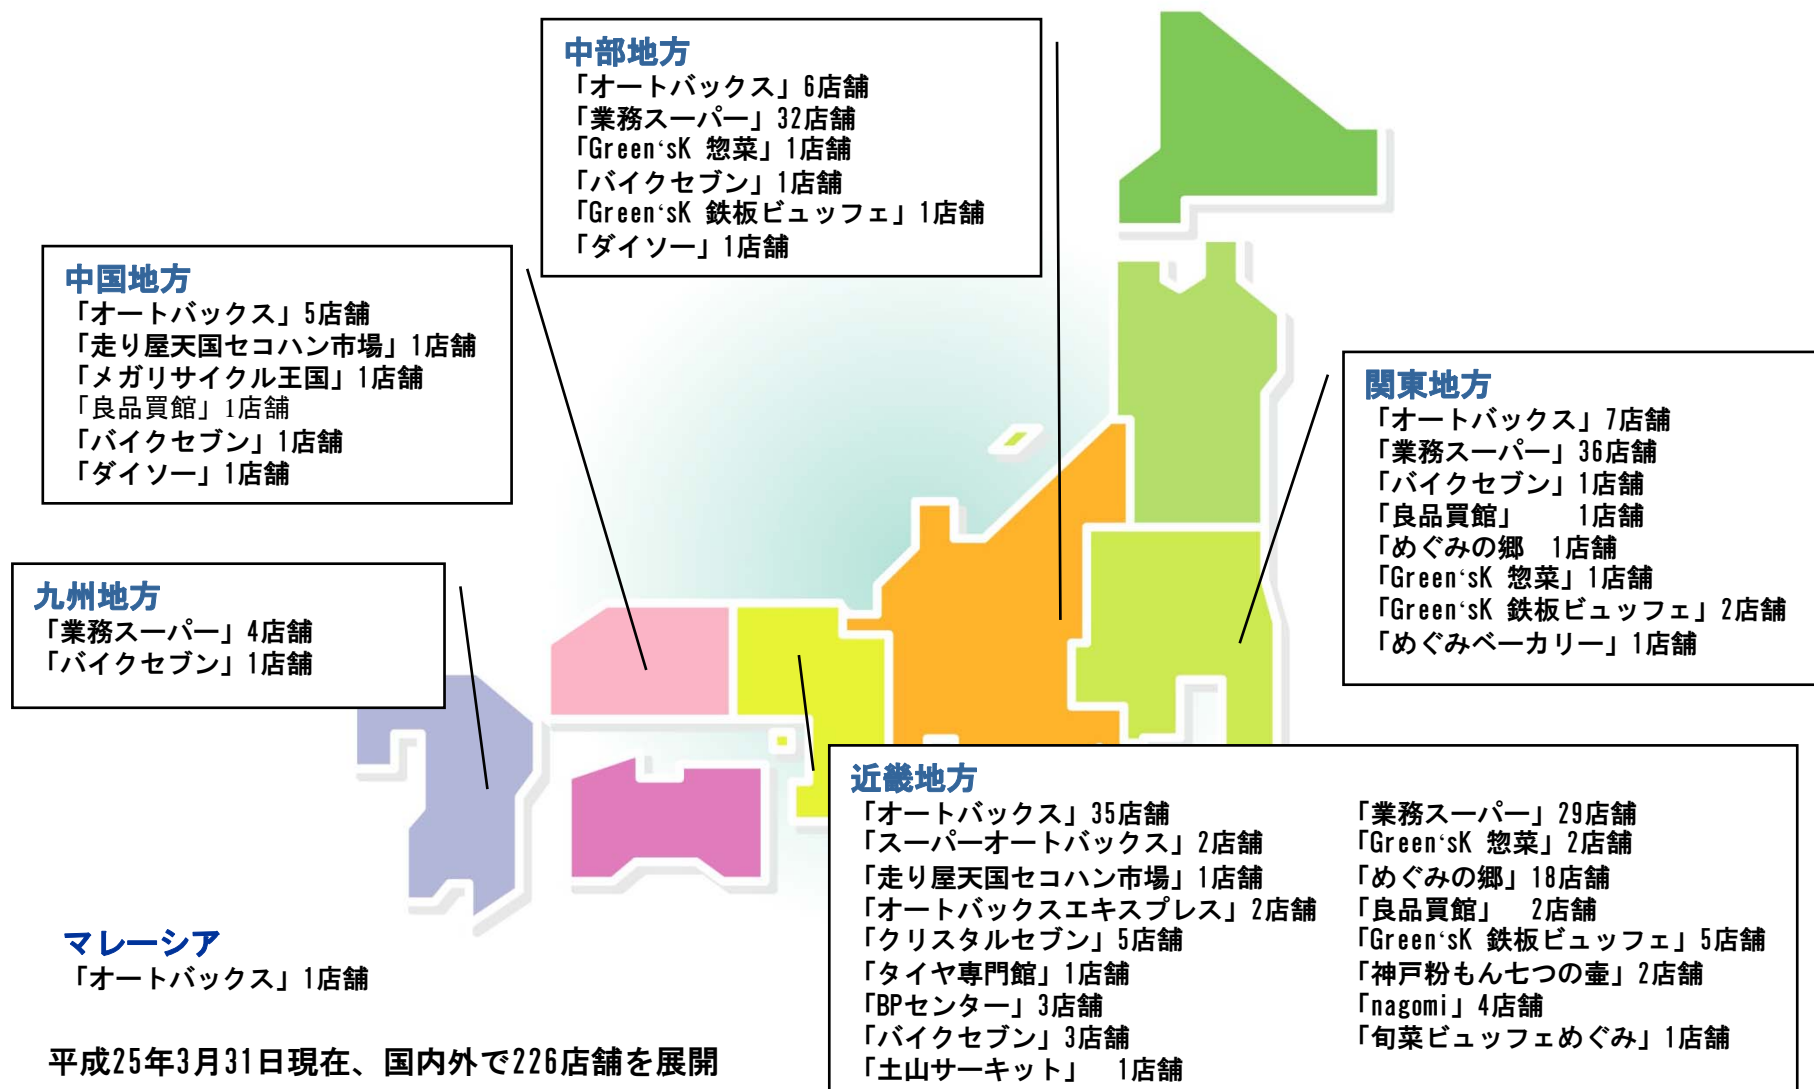 中部地方
「オートバックス」6店舗
「業務スーパー」32店舗
「Green‘sK 惣菜」1店舗
「バイクセブン」1店舗
「Green‘sK 鉄板ビュッフェ」1店舗
「ダイソー」1店舗
中国地方
「オートバックス」5店舗
「走り屋天国セコハン市場」1店舗
「メガリサイクル王国」1店舗
「良品買館」1店舗
「バイクセブン」1店舗
「ダイソー」1店舗
関東地方
「オートバックス」7店舗
「業務スーパー」36店舗
「バイクセブン」1店舗
「良品買館」　　1店舗
「めぐみの郷　1店舗
「Green‘sK 惣菜」1店舗
「Green‘sK 鉄板ビュッフェ」2店舗
「めぐみベーカリー」1店舗
九州地方
「業務スーパー」4店舗
「バイクセブン」1店舗
近畿地方
「オートバックス」35店舗
「スーパーオートバックス」2店舗
「走り屋天国セコハン市場」1店舗
「オートバックスエキスプレス」2店舗
「クリスタルセブン」5店舗
「タイヤ専門館」1店舗
「BPセンター」3店舗
「バイクセブン」3店舗
「土山サーキット」　1店舗
「業務スーパー」29店舗
「Green‘sK 惣菜」2店舗
「めぐみの郷」18店舗
「良品買館」　2店舗
「Green‘sK 鉄板ビュッフェ」5店舗
「神戸粉もん七つの壷」2店舗
「nagomi」4店舗
「旬菜ビュッフェめぐみ」1店舗
マレーシア
「オートバックス」1店舗
平成25年3月31日現在、国内外で226店舗を展開